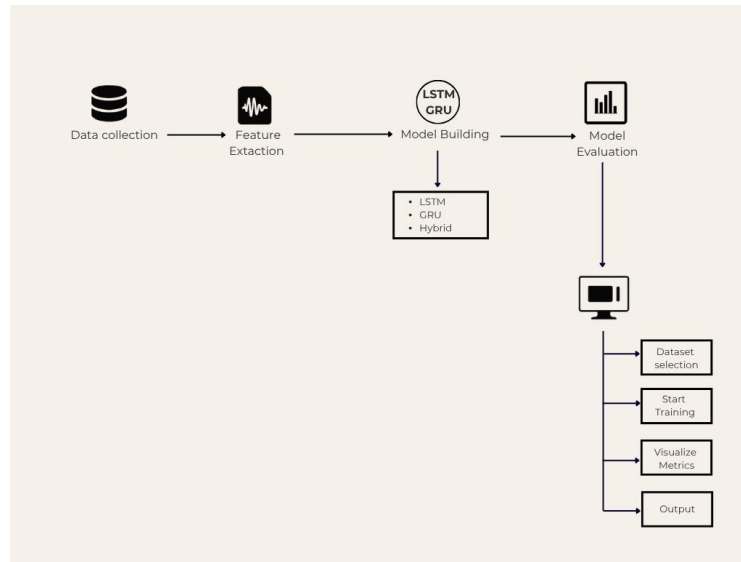 LSTM
GRU
Data collection
Feature
Extaction
Model Building
Model
Evaluation
• LSTM
• GRU
• Hybrid
Dataset
selection
Start
Training
Visualize
Metrics
Output